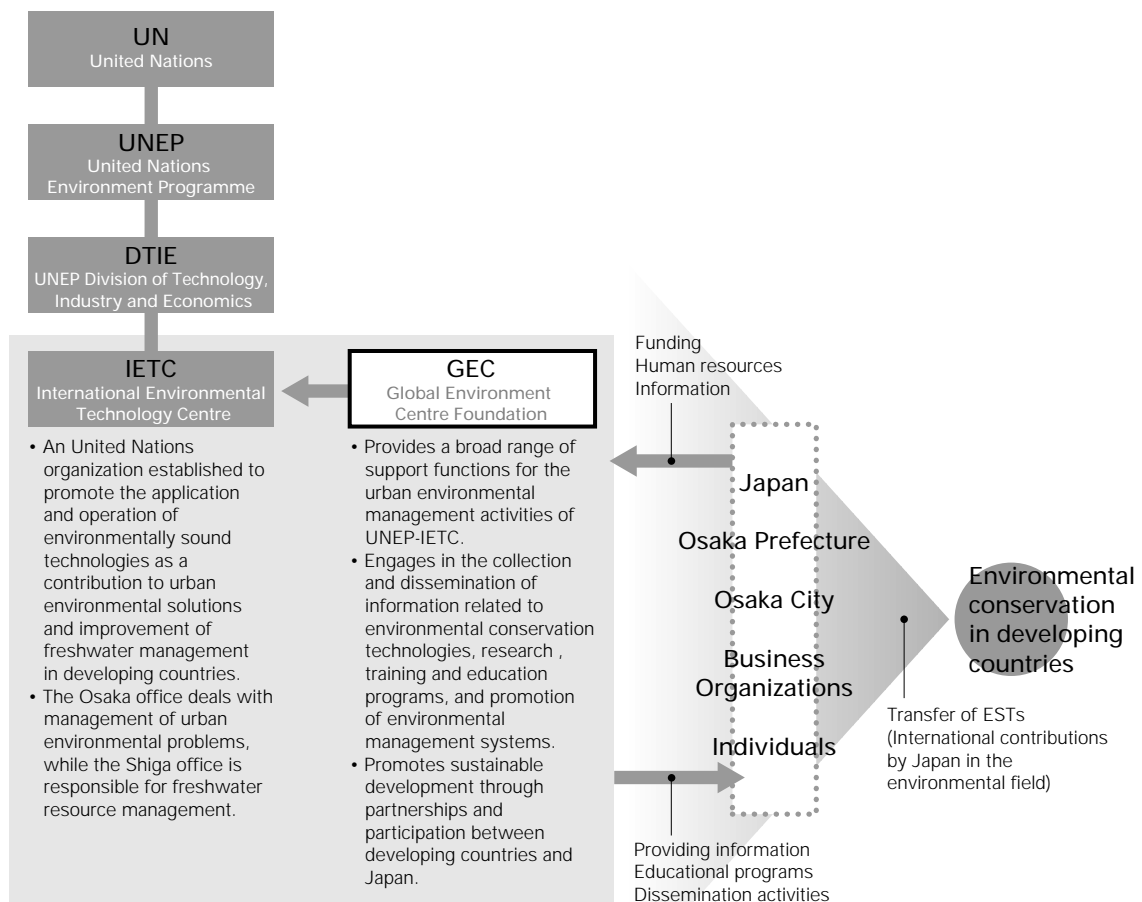 UN
United Nations
UNEP
United Nations
Environment Programme
DTIE
UNEP Division of Technology,
Industry and Economics
IETC
International Environmental
Technology Centre
• An United Nations
organization established to
promote the application
and operation of
environmentally sound
technologies as a
contribution to urban
environmental solutions
and improvement of
freshwater management
in developing countries.
• The Osaka office deals with
management of urban
environmental problems,
while the Shiga office is
responsible for freshwater
resource management.
GEC
Global Environment
Centre Foundation
• Provides a broad range of
support functions for the
urban environmental
management activities of
UNEP-IETC.
• Engages in the collection
and dissemination of
information related to
environmental conservation
technologies, research ,
training and education
programs, and promotion
of environmental
management systems.
• Promotes sustainable
development through
partnerships and
participation between
developing countries and
Japan.
Funding
Human resources
Information
Japan
Osaka Prefecture
Osaka City
Business
Organizations
Individuals
Providing information
Educational programs
Dissemination activities
Environmental
conservation
in developing
countries
Transfer of ESTs
(International contributions
by Japan in the
environmental field)